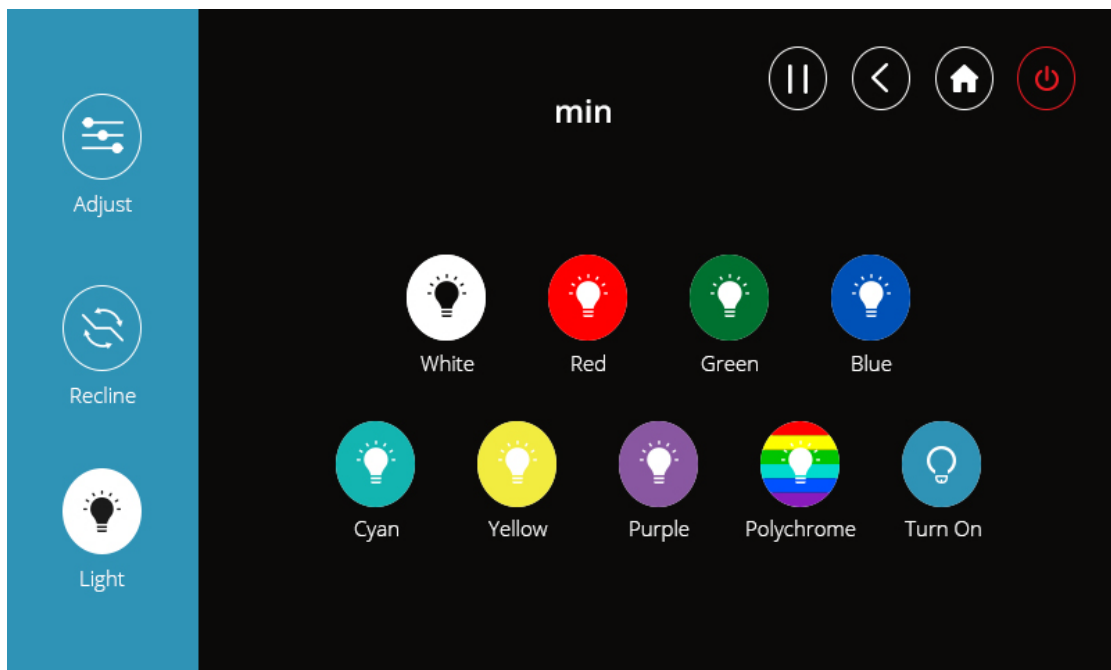 min
Adjust
White Red Green Blue
Recline
Cyan Yellow Purple Polychrome Turn On
Light